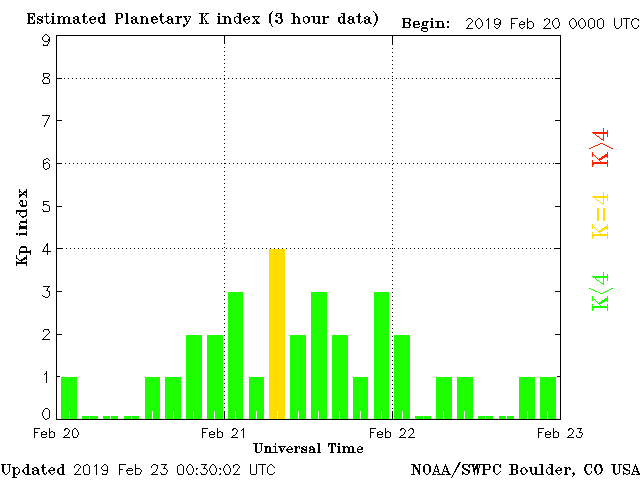 Estimated Planetary K index (3 hour data) Begin: 2019 Feb 20 0000 UTC
9
8
7
6
5
4
3
2
1
0
Kp index
K>4
K=4
K<4
Feb 20 Feb 21 Feb 22 Feb 23
Universal Time
Updated 2019 Feb 23 00:30:02 UTC NOAA/SWPC Boulder, CO USA